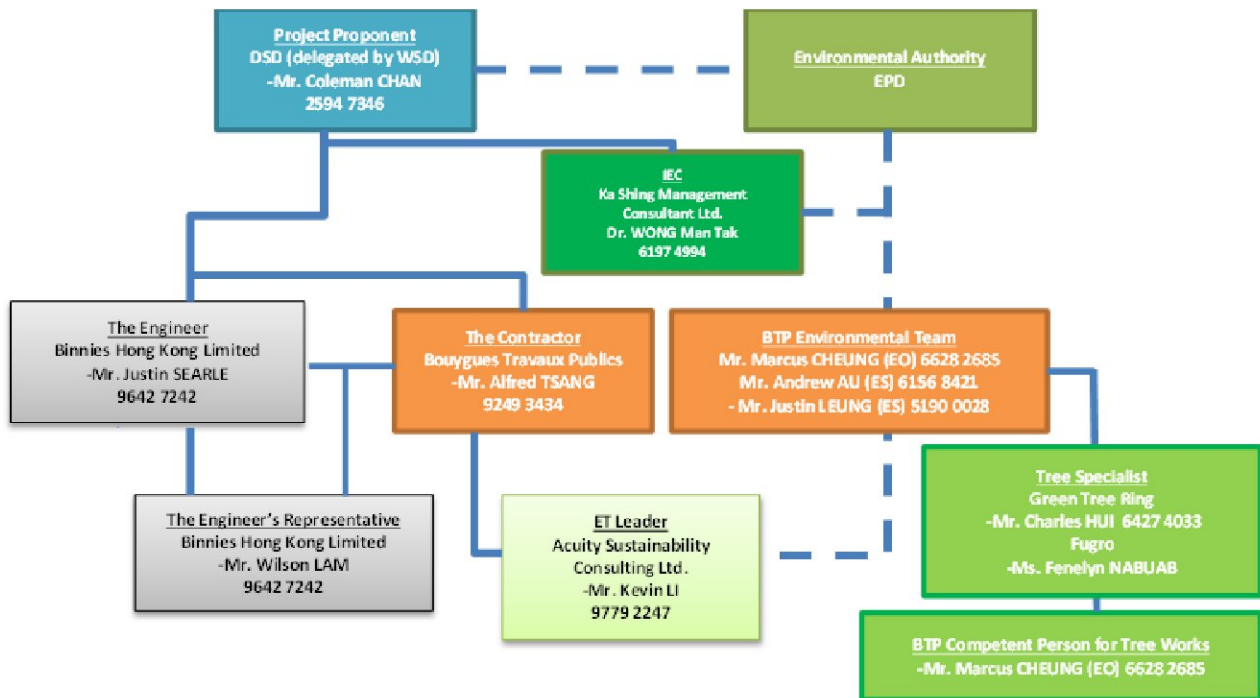 Project Proponent
DSD (delegated by WSD)
-Mr. Coleman CHAN
2594 7346
Environmental Authority
EPD
IEC
Ka Shing Management
Consultant Ltd.
Dr. WONG Man Tak
6197 4994
The Engineer
Binnies Hong Kong Limited
-Mr. Justin SEARLE
9642 7242
The Contractor
Bouygues Travaux Publics
-Mr. Alfred TSANG
9249 3434
BTP Environmental Team
Mr. Marcus CHEUNG (EO) 6628 2685
Mr. Andrew AU (ES) 6156 8421
- Mr. Justin LEUNG (ES) 5190 0028
The Engineer's Representative
Binnies Hong Kong Limited
-Mr. Wilson LAM
9642 7242
ET Leader
Acuity Sustainability
Consulting Ltd.
-Mr. Kevin LI
9779 2247
Tree Specialist
Green Tree Ring
-Mr. Charles HUI 6427 4033
Fugro
-Ms. Fenelyn NABUAB
BTP Competent Person for Tree Works
-Mr. Marcus CHEUNG (EO) 6628 2685